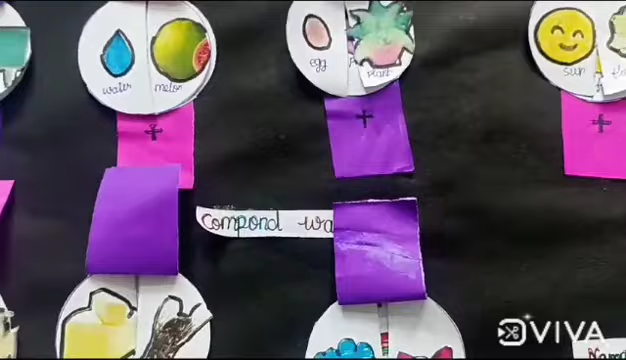 water melon
egg plant
sun
+ + +
compond wa
VIVA